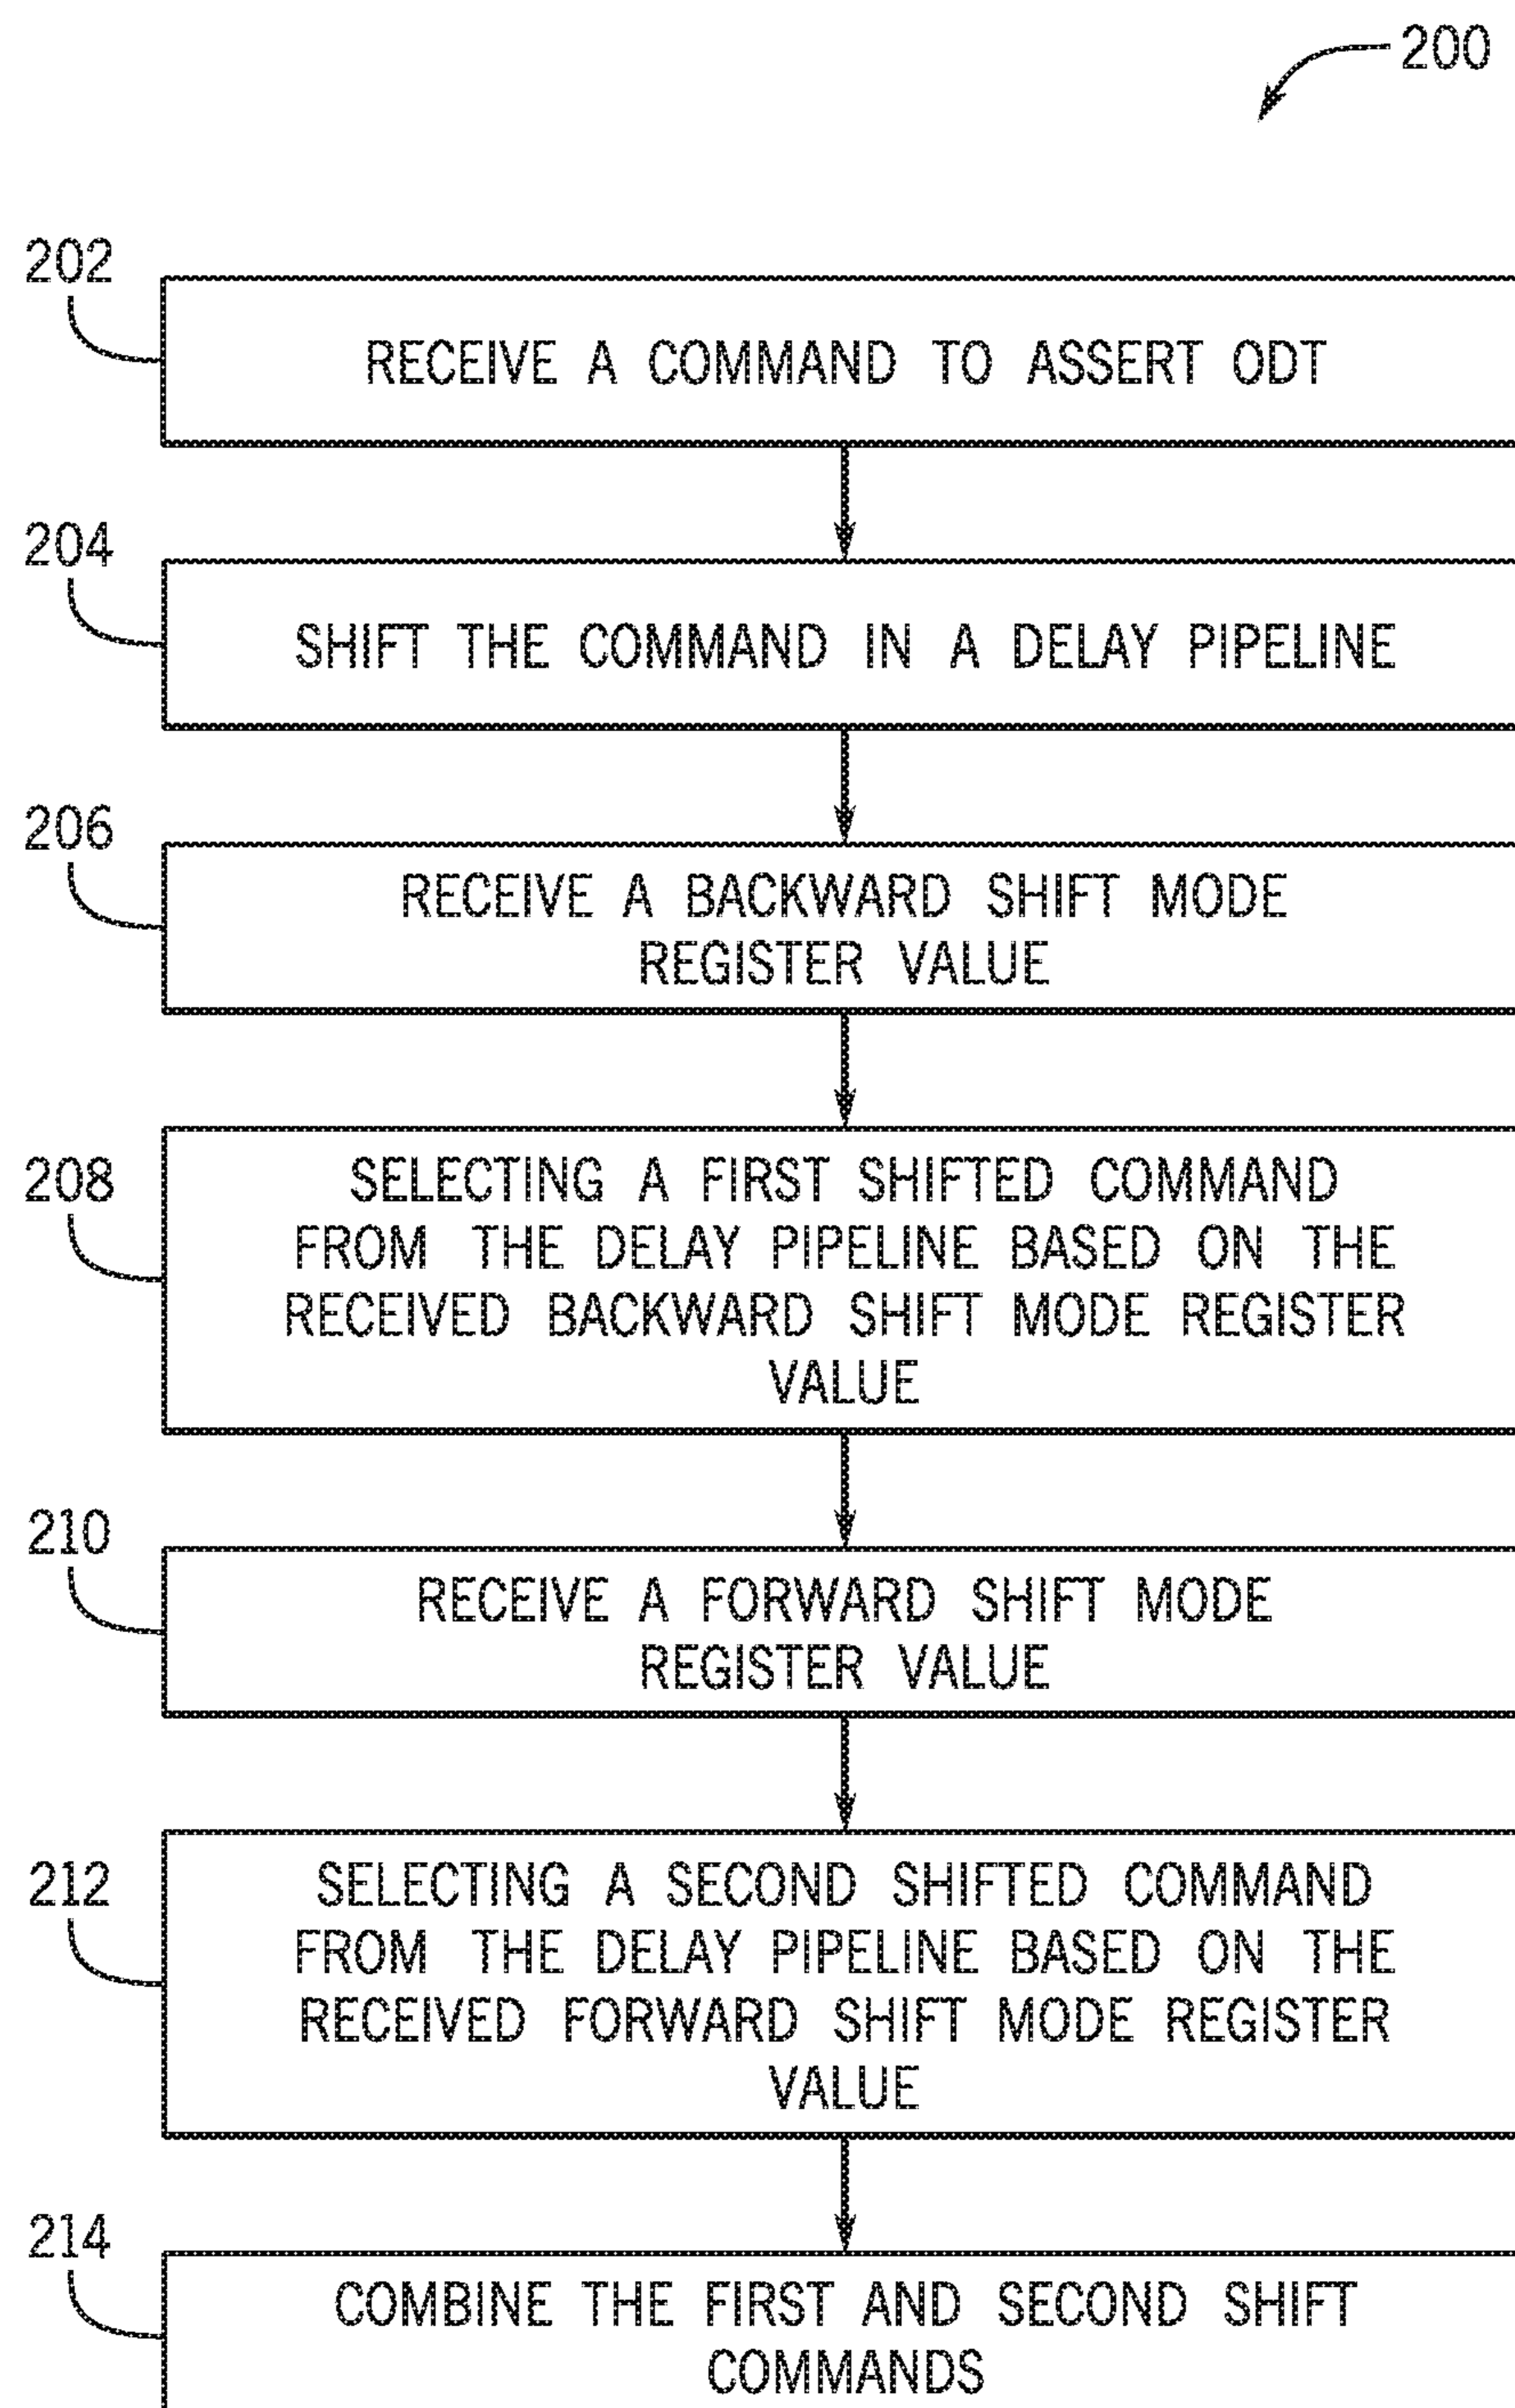 200
202
RECEIVE A COMMAND TO ASSERT ODT
204
SHIFT THE COMMAND IN A DELAY PIPELINE
206
RECEIVE A BACKWARD SHIFT MODE
REGISTER VALUE
208
SELECTING A FIRST SHIFTED COMMAND
FROM THE DELAY PIPELINE BASED ON THE
RECEIVED BACKWARD SHIFT MODE REGISTER
VALUE
210
RECEIVE A FORWARD SHIFT MODE
REGISTER VALUE
212
SELECTING A SECOND SHIFTED COMMAND
FROM THE DELAY PIPELINE BASED ON THE
RECEIVED FORWARD SHIFT MODE REGISTER
VALUE
214
COMBINE THE FIRST AND SECOND SHIFT
COMMANDS